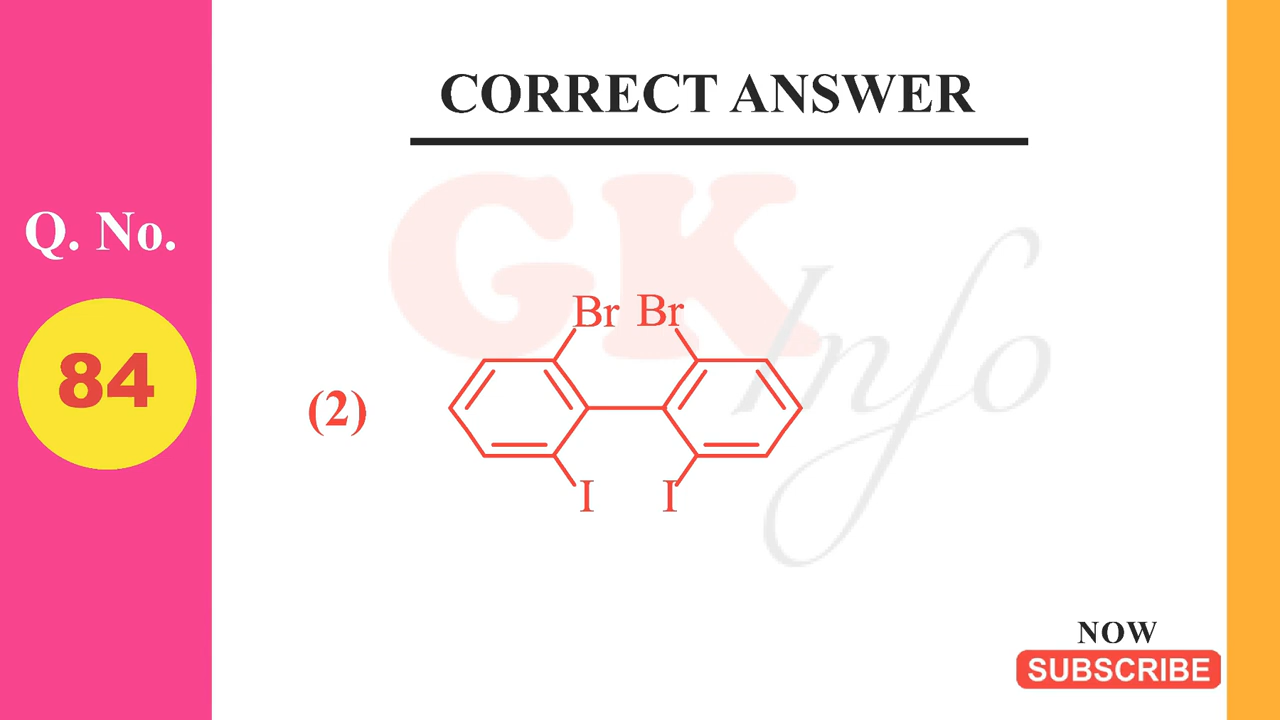 CORRECT ANSWER
Q. No.
84
GK Info
Br Br
(2)
I I
NOW
SUBSCRIBE